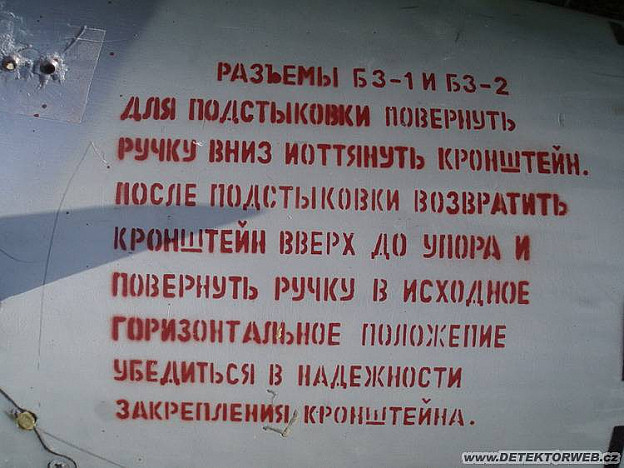 РАЗЪЕМЫ БЗ-1 И БЗ-2
ДЛЯ ПОДСТЫКОВКИ ПОВЕРНУТЬ
РУЧКУ ВНИЗ ИОТТЯНУТЬ КРОНШТЕЙН.
ПОСЛЕ ПОДСТЫКОВКИ ВОЗВРАТИТЬ
КРОНШТЕЙН ВВЕРХ ДО УПОРА И
ПОВЕРНУТЬ РУЧКУ В ИСХОДНОЕ
ГОРИЗОНТАЛЬНОЕ ПОЛОЖЕПИЕ
УБЕДИТЬСЯ В НАДЕЖНОСТИ
ЗАКРЕПЛЕНИЯ КРОНШТЕЙНА.
www.DETEKTORWEB.cz